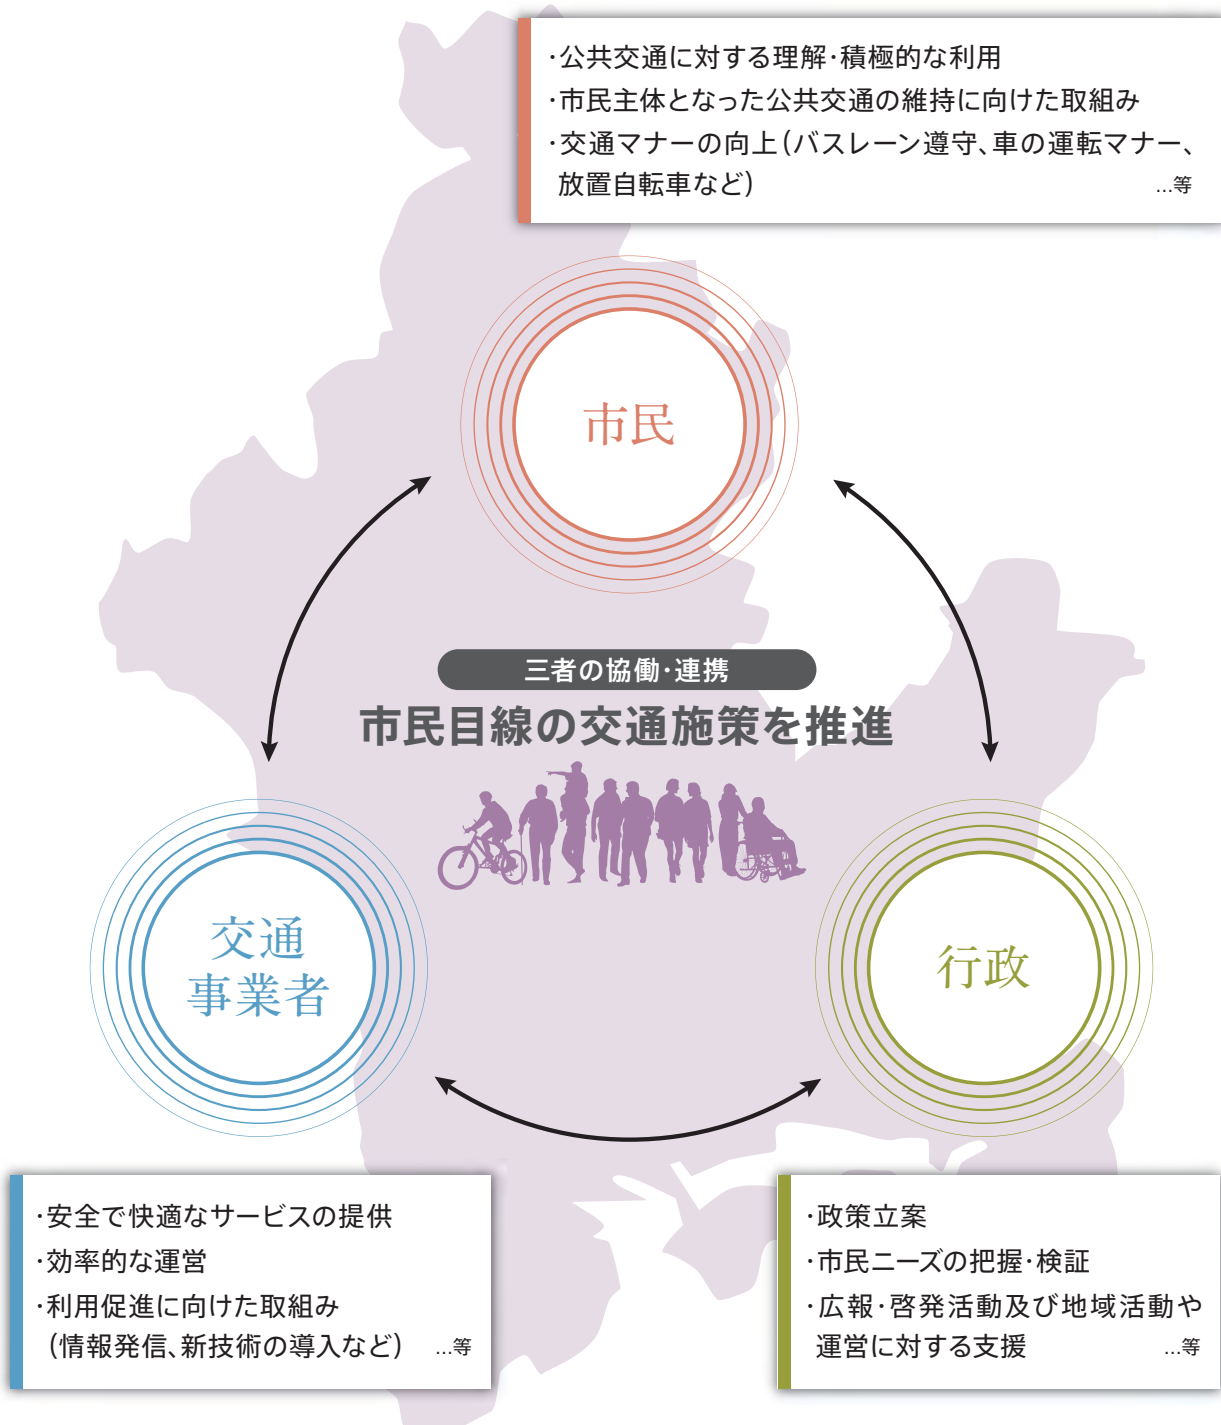 ·公共交通に対する理解·積極的な利用
·市民主体となった公共交通の維持に向けた取組み
·交通マナーの向上(バスレーン遵守、車の運転マナー、
放置自転車など) …等
市民
三者の協働·連携
市民目線の交通施策を推進
交通
事業者
行政
·安全で快適なサービスの提供
·効率的な運営
·利用促進に向けた取組み
(情報発信、新技術の導入など) …等
·政策立案
·市民ニーズの把握·検証
·広報·啓発活動及び地域活動や
運営に対する支援 …等